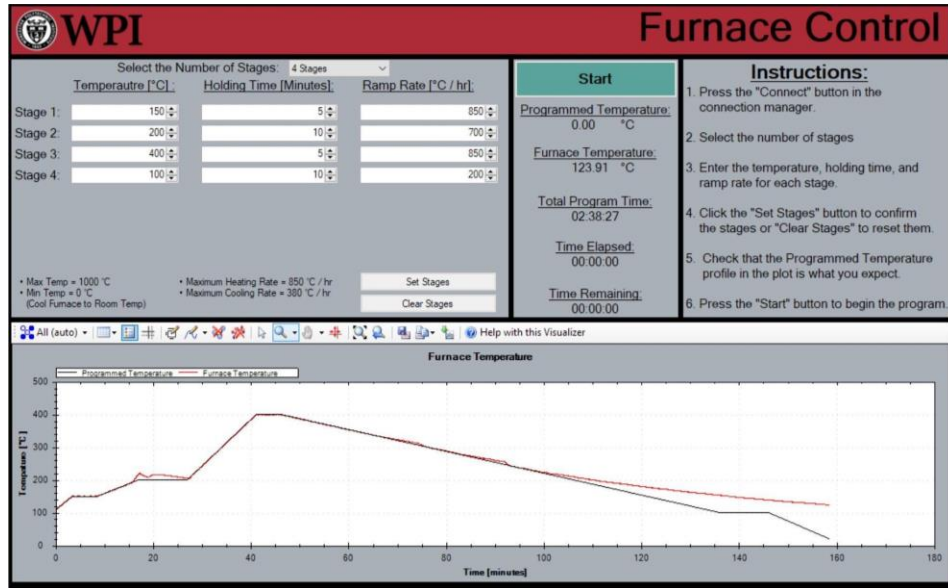 WPI
Furnace Control
Select the Number of Stages: 4 Stages
Temperautre [°C] : Holding Time [Minutes]: Ramp Rate [°C / hr]:
Stage 1: 150 5 850
Stage 2: 200 10 700
Stage 3: 400 5 850
Stage 4: 100 10 200
• Max Temp = 1000 °C
• Min Temp = 0 °C
(Cool Furnace to Room Temp)
• Maximum Heating Rate = 850 °C / hr
• Maximum Cooling Rate = 380 °C / hr
Set Stages
Clear Stages
Start
Programmed Temperature:
0.00 °C
Furnace Temperature:
123.91 °C
Total Program Time:
02:38:27
Time Elapsed:
00:00:00
Time Remaining:
00:00:00
Instructions:
1. Press the "Connect" button in the
connection manager.
2. Select the number of stages
3. Enter the temperature, holding time, and
ramp rate for each stage.
4. Click the "Set Stages" button to confirm
the stages or "Clear Stages" to reset them.
5. Check that the Programmed Temperature
profile in the plot is what you expect.
6. Press the "Start" button to begin the program.
All (auto) Help with this Visualizer
Furnace Temperature
Programmed Temperature Furnace Temperature
500
400
300
200
100
0
Tempature [°C]
0 20 40 60 80 100 120 140 160 180
Time [minutes]